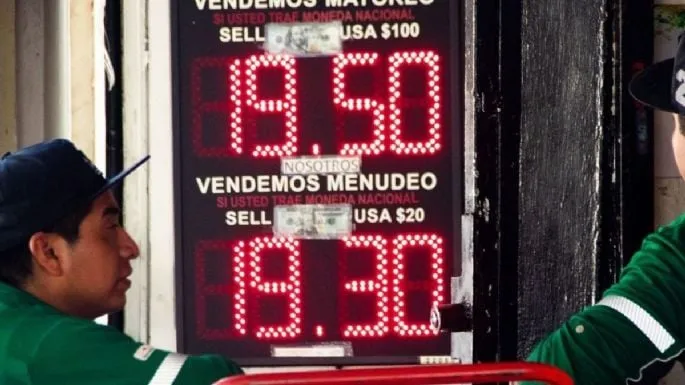 VENDEMOS MAYOREO
SI USTED TRAE MONEDA NACIONAL
SELL USA $100
19.50
NOSOTROS
VENDEMOS MENUDEO
SI USTED TRAE MONEDA NACIONAL
SELL USA $20
19.30